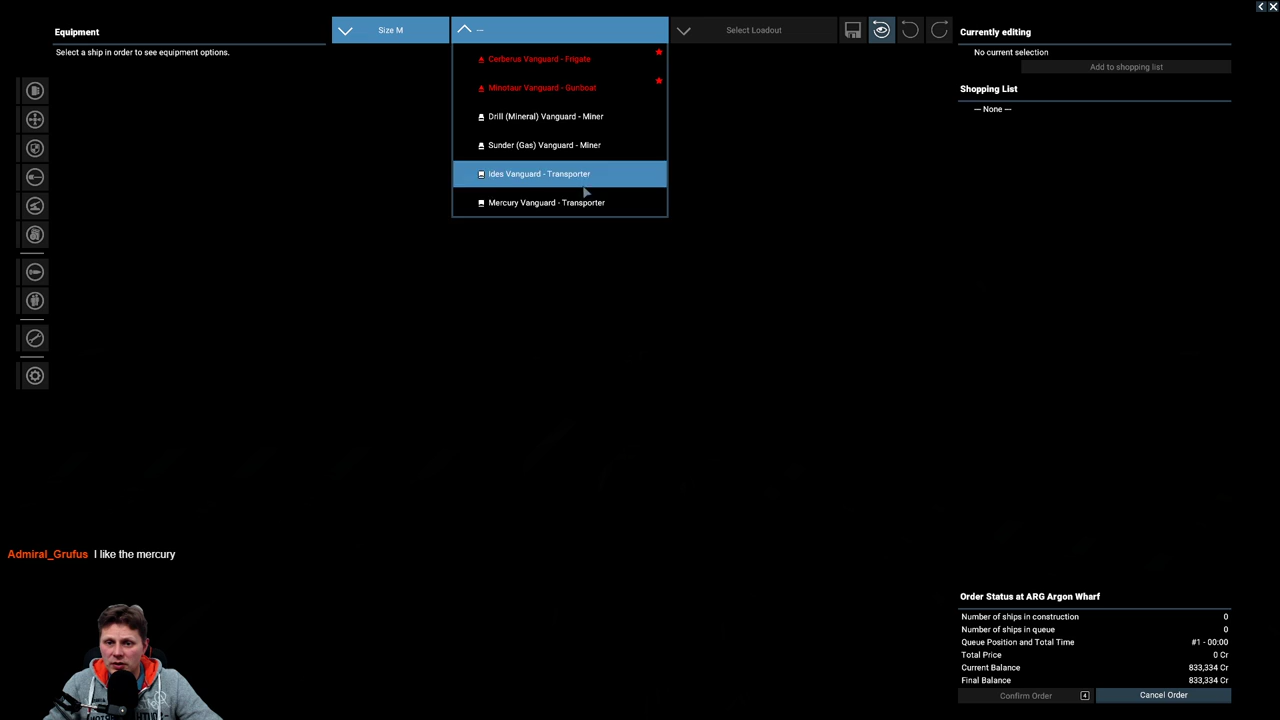 Equipment
Select a ship in order to see equipment options.
Size M
--
Select Loadout
Cerberus Vanguard - Frigate
Minotaur Vanguard - Gunboat
Drill (Mineral) Vanguard - Miner
Sunder (Gas) Vanguard - Miner
Ides Vanguard - Transporter
Mercury Vanguard - Transporter
Currently editing
No current selection
Add to shopping list
Shopping List
— None —
Admiral_Grufus I like the mercury
Order Status at ARG Argon Wharf
Number of ships in construction 0
Number of ships in queue 0
Queue Position and Total Time #1 - 00:00
Total Price 0 Cr
Current Balance 833,334 Cr
Final Balance 833,334 Cr
Confirm Order 4
Cancel Order